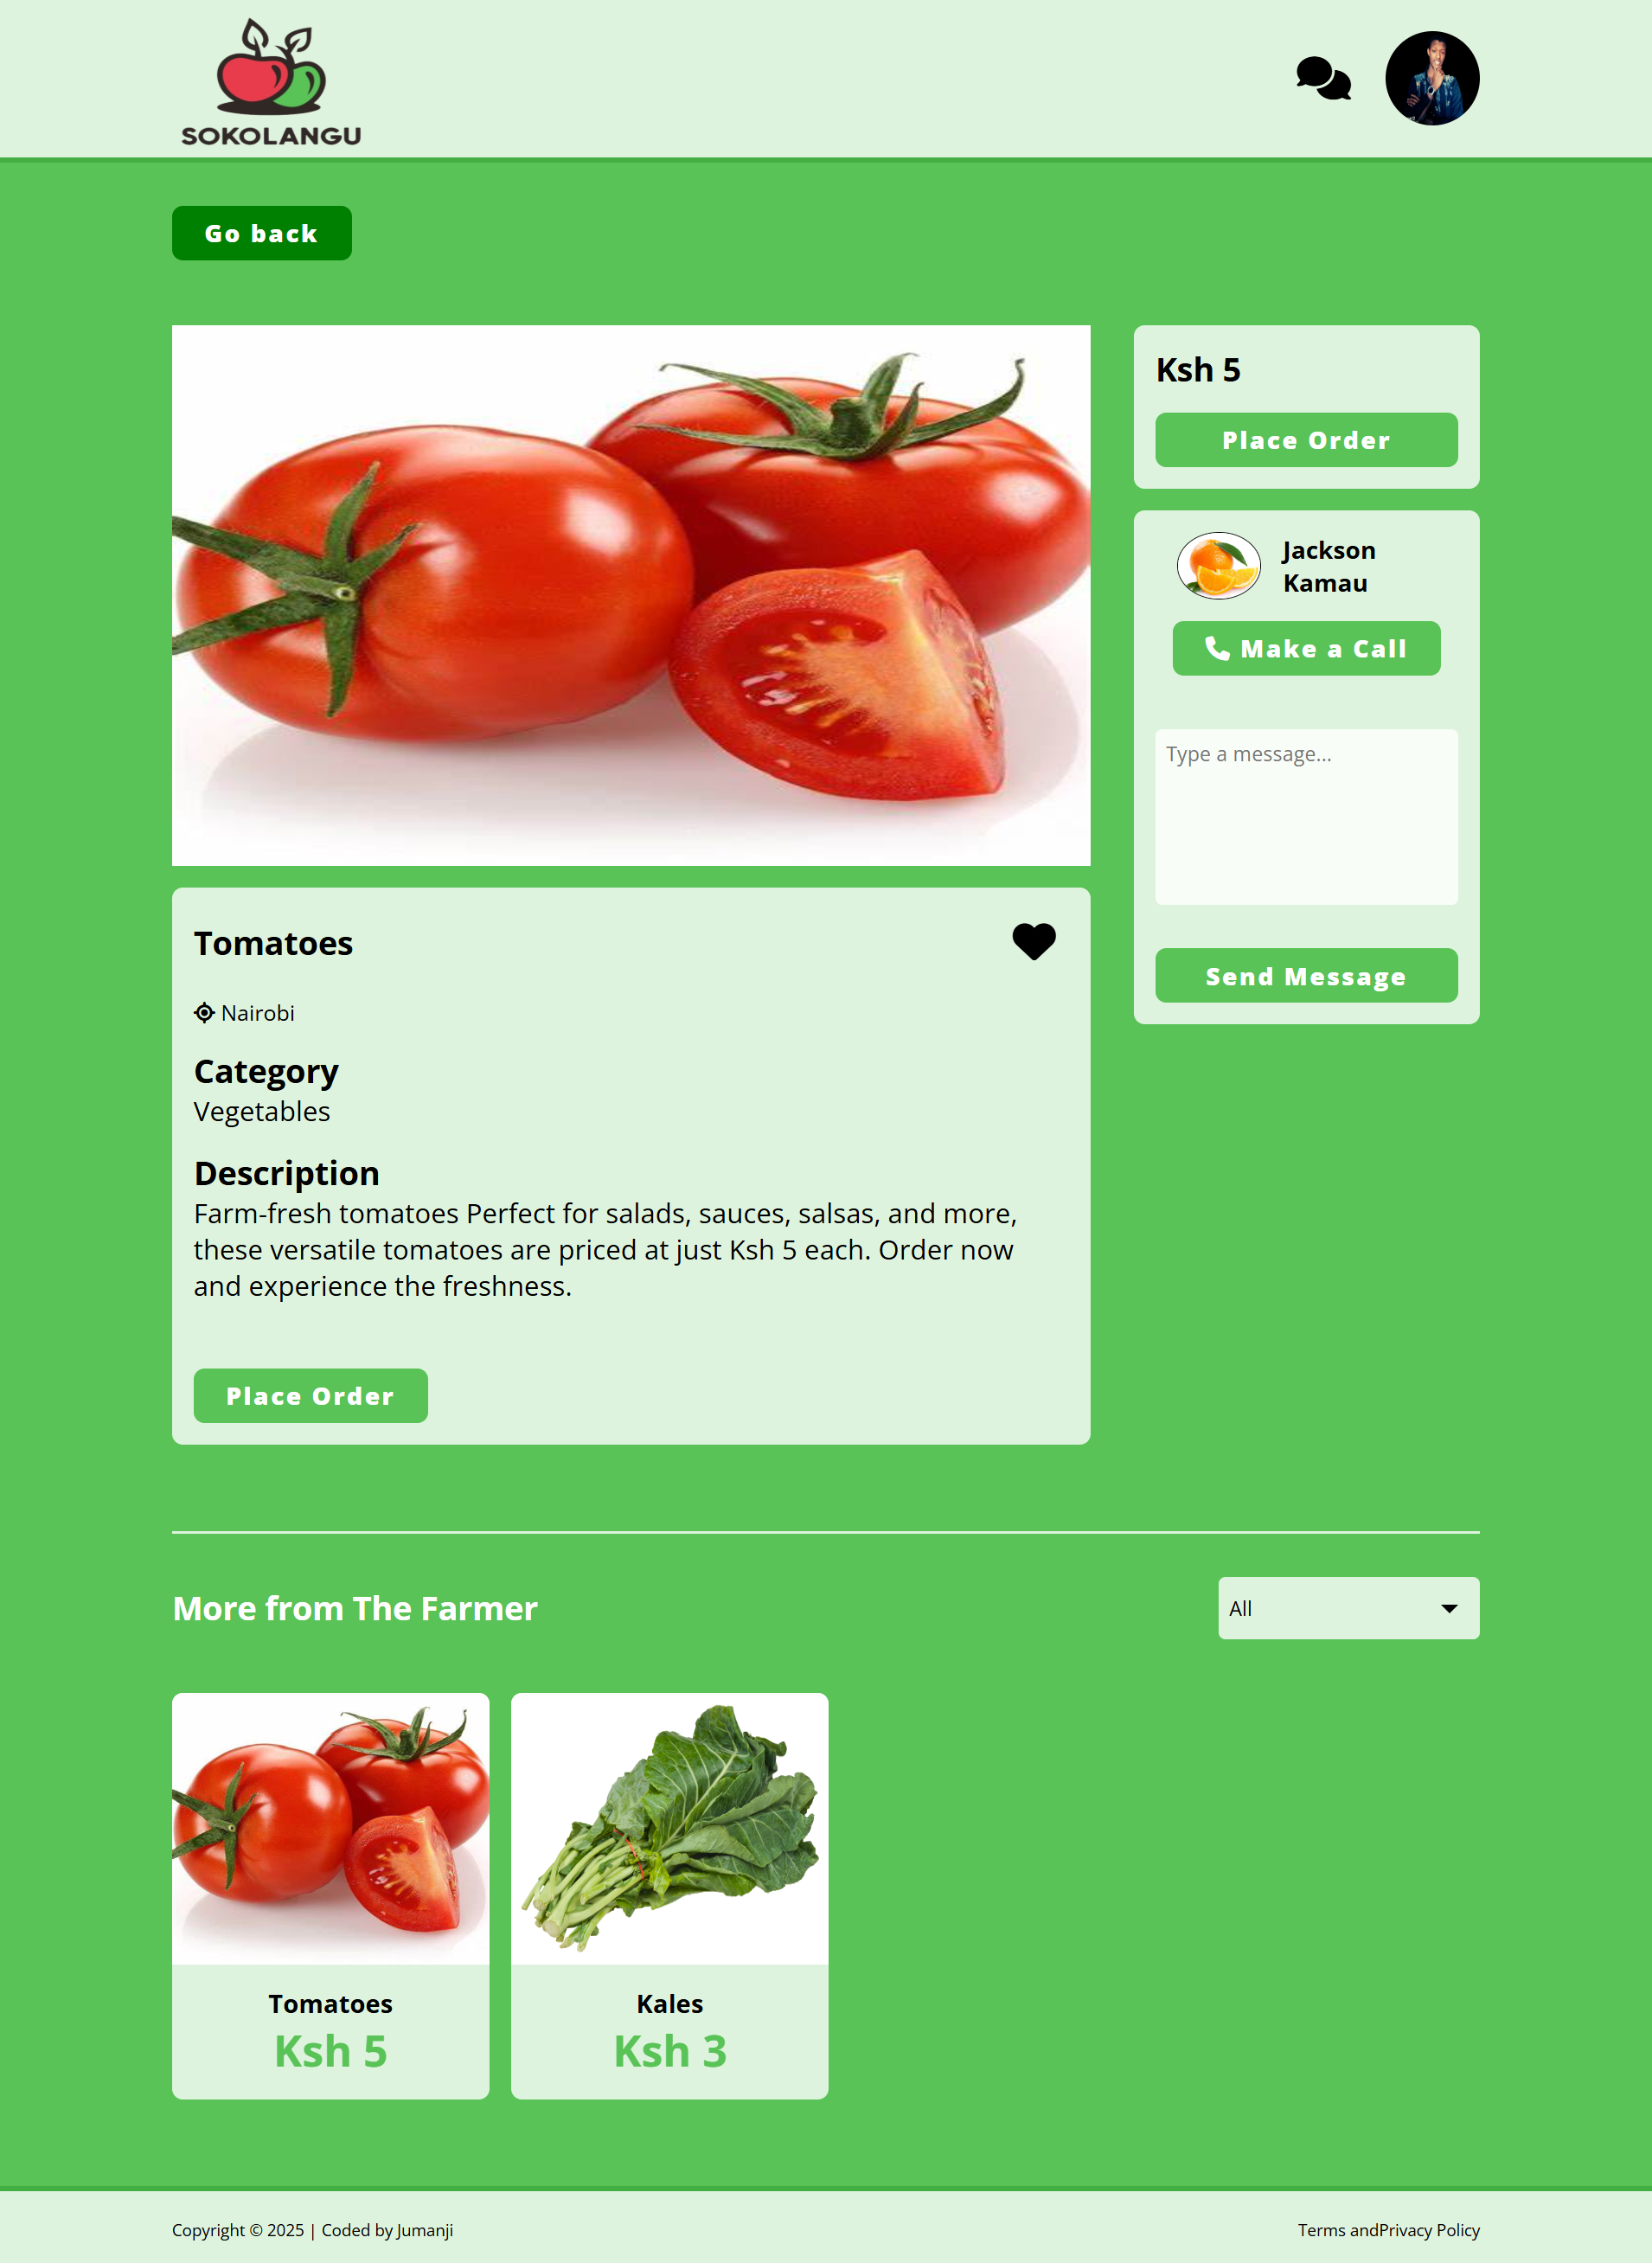 SOKOLANGU
Go back
Ksh 5
Place Order
Jackson
Kamau
Make a Call
Type a message...
Send Message
Tomatoes
Nairobi
Category
Vegetables
Description
Farm-fresh tomatoes Perfect for salads, sauces, salsas, and more,
these versatile tomatoes are priced at just Ksh 5 each. Order now
and experience the freshness.
Place Order
More from The Farmer
All
Tomatoes
Ksh 5
Kales
Ksh 3
Copyright © 2025 | Coded by Jumanji
Terms andPrivacy Policy